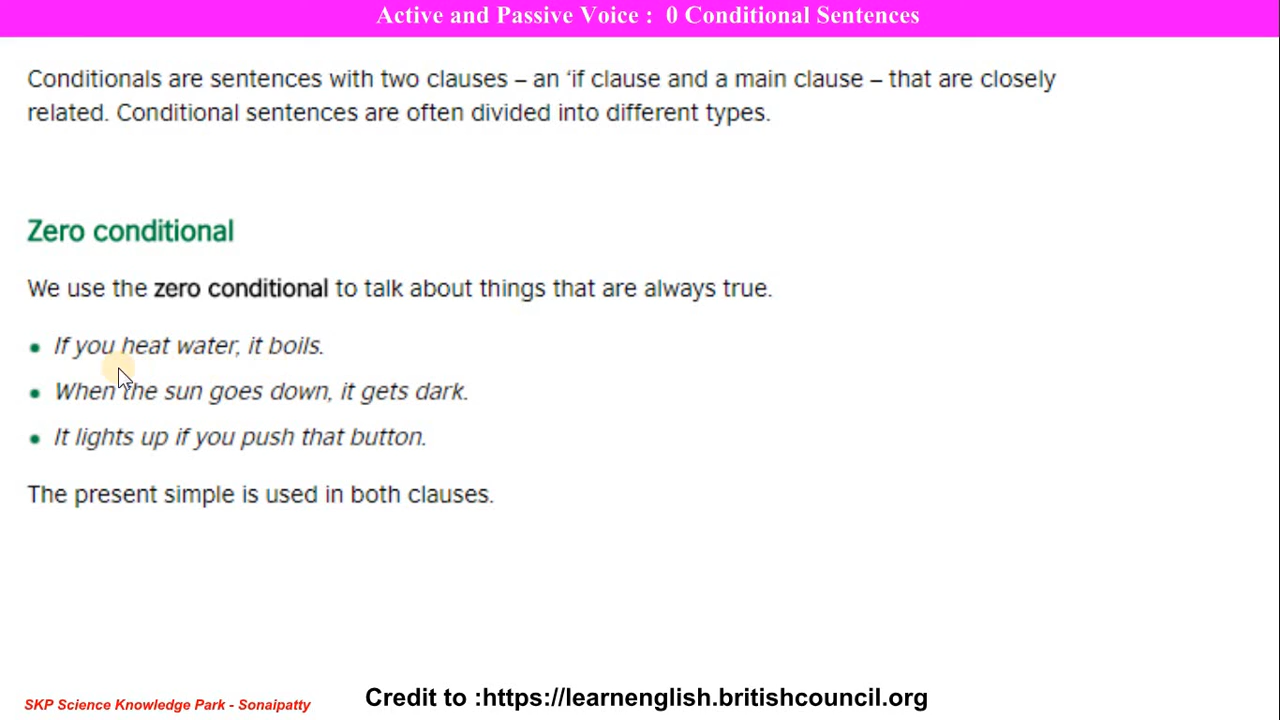 Active and Passive Voice :  0 Conditional Sentences
Conditionals are sentences with two clauses – an ‘if clause and a main clause – that are closely
related. Conditional sentences are often divided into different types.
Zero conditional
We use the zero conditional to talk about things that are always true.
• If you heat water, it boils.
• When the sun goes down, it gets dark.
• It lights up if you push that button.
The present simple is used in both clauses.
SKP Science Knowledge Park - Sonaipatty
Credit to :https://learnenglish.britishcouncil.org